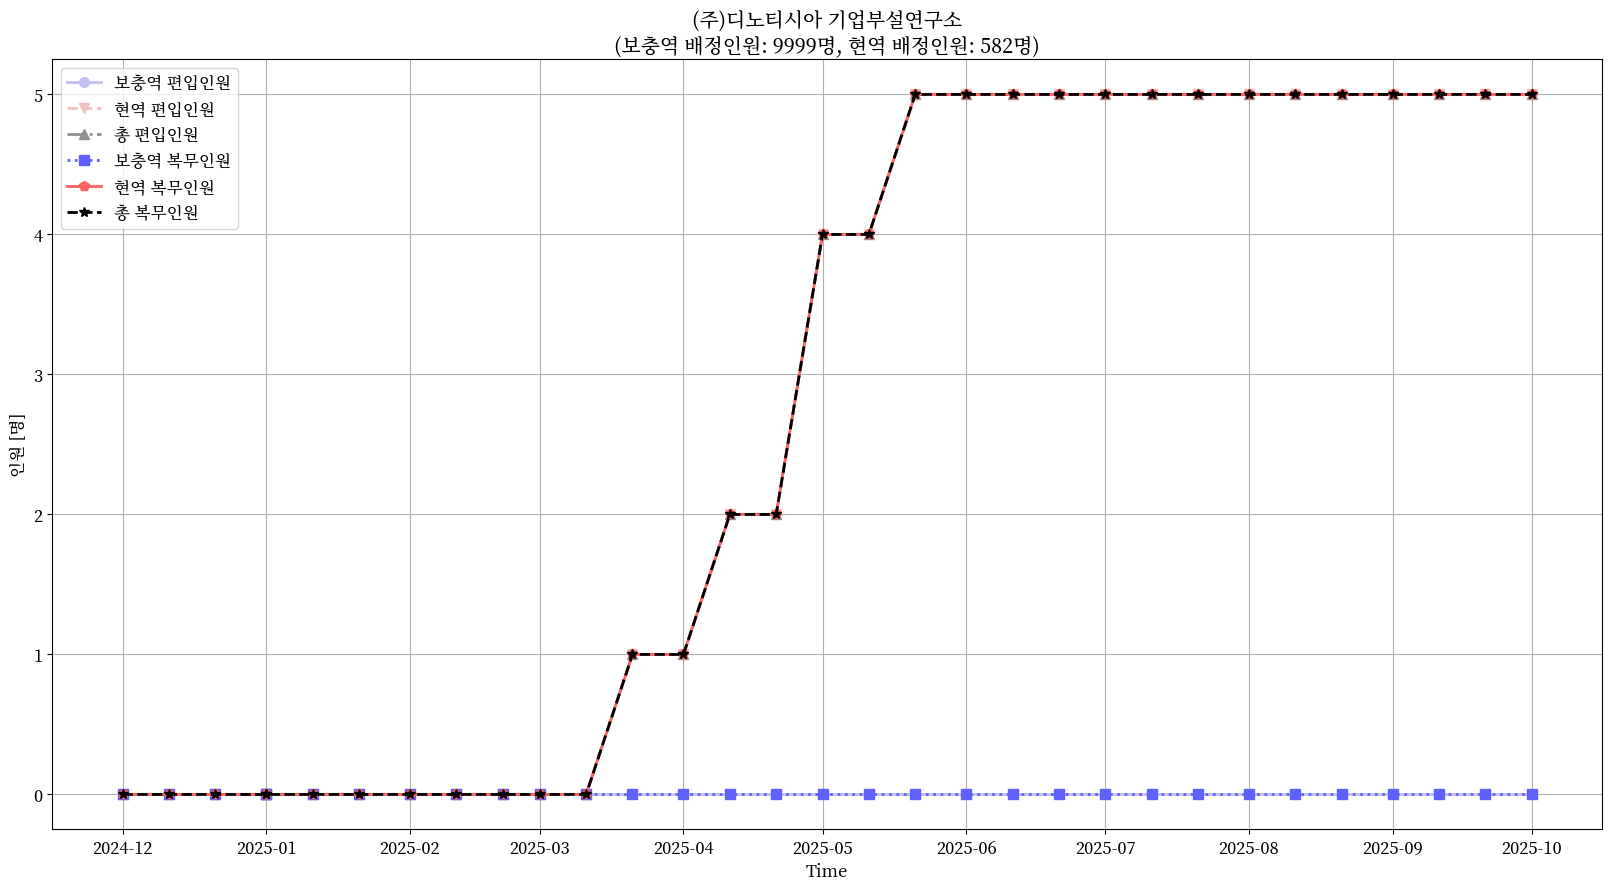 (주)디노티시아 기업부설연구소
(보충역 배정인원: 9999명, 현역 배정인원: 582명)
보충역 편입인원
현역 편입인원
총 편입인원
보충역 복무인원
현역 복무인원
총 복무인원
인원 [명]
5
4
3
2
1
0
2024-12
2025-01
2025-02
2025-03
2025-04
2025-05
2025-06
2025-07
2025-08
2025-09
2025-10
Time